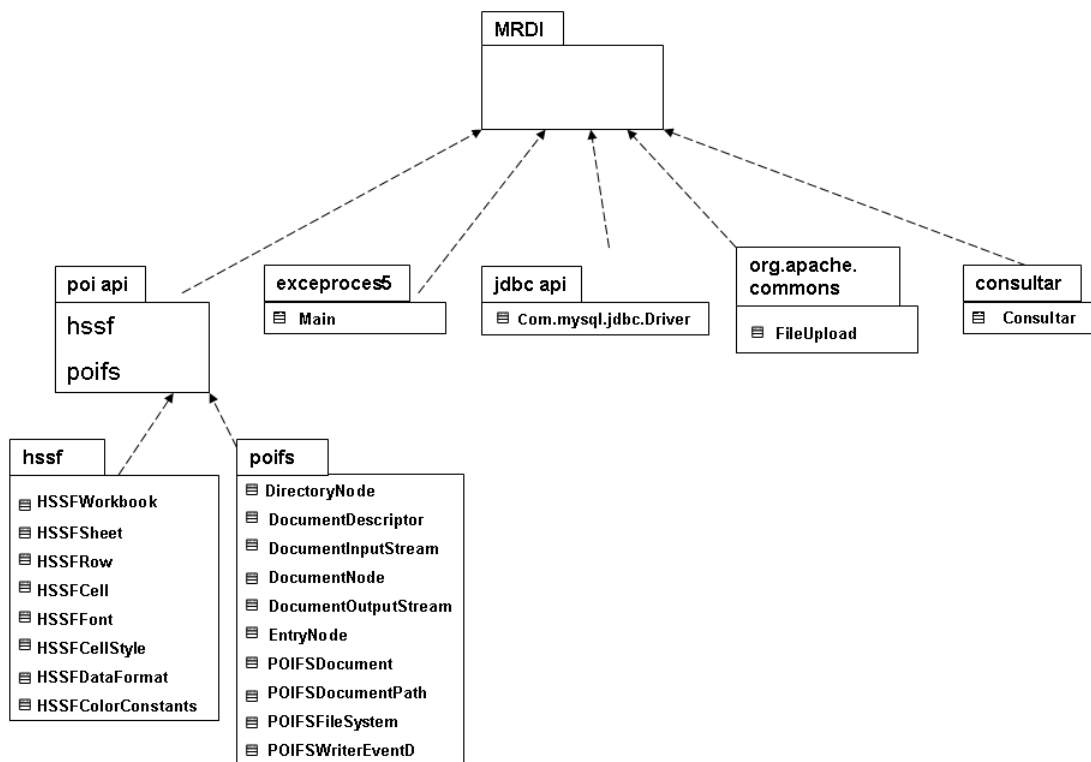 MRDI
poi api
hssf
poifs
exceproces5
Main
jdbc api
Com.mysql.jdbc.Driver
org.apache.
commons
FileUpload
consultar
Consultar
hssf
HSSFWorkbook
HSSFSheet
HSSFRow
HSSFCell
HSSFFont
HSSFCellStyle
HSSFDataFormat
HSSFColorConstants
poifs
DirectoryNode
DocumentDescriptor
DocumentInputStream
DocumentNode
DocumentOutputStream
EntryNode
POIFSDocument
POIFSDocumentPath
POIFSFileSystem
POIFSWriterEventD